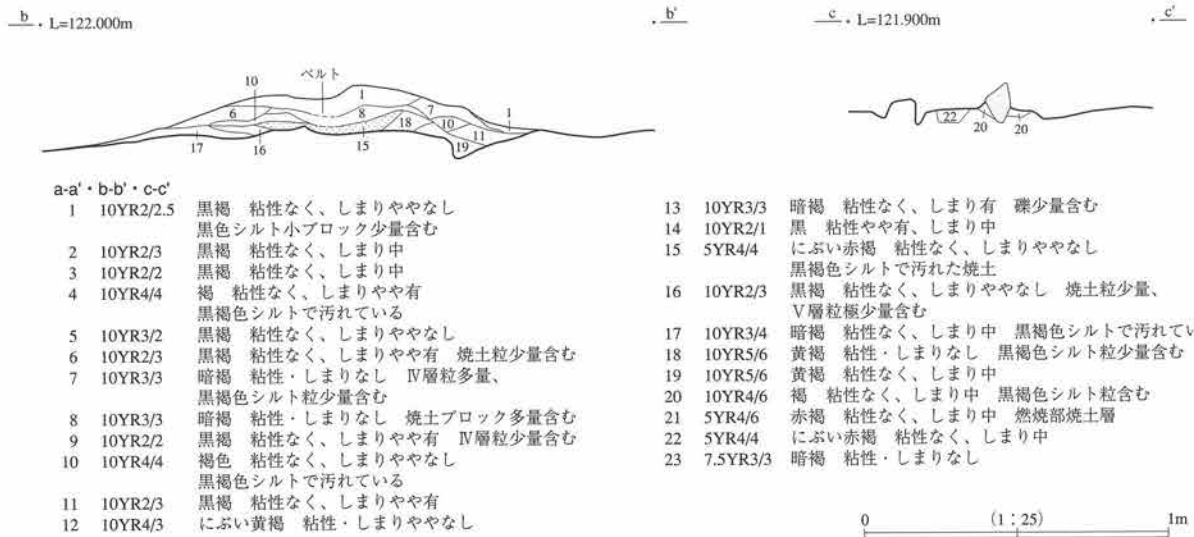 b ・L=122.000m
・b'
c ・L=121.900m
・c'
ベルト
10
1
6
8
7
18
10
11
1
19
17
16
15
22
20
20
a-a'・b-b'・c-c'
1 10YR2/2.5 黒褐 粘性なく、しまりややなし
黒色シルト小ブロック少量含む
2 10YR2/3 黒褐 粘性なく、しまり中
3 10YR2/2 黒褐 粘性なく、しまり中
4 10YR4/4 褐 粘性なく、しまりやや有
黒褐色シルトで汚れている
5 10YR3/2 黒褐 粘性なく、しまりややなし
6 10YR2/3 黒褐 粘性なく、しまりやや有 焼土粒少量含む
7 10YR3/3 暗褐 粘性・しまりなし Ⅳ層粒多量、
黒褐色シルト粒少量含む
8 10YR3/3 暗褐 粘性・しまりなし 焼土ブロック多量含む
9 10YR2/2 黒褐 粘性なく、しまりやや有 Ⅳ層粒少量含む
10 10YR4/4 褐色 粘性なく、しまりややなし
黒褐色シルトで汚れている
11 10YR2/3 黒褐 粘性なく、しまりやや有
12 10YR4/3 にぶい黄褐 粘性・しまりややなし
13 10YR3/3 暗褐 粘性なく、しまり有 礫少量含む
14 10YR2/1 黒 粘性やや有、しまり中
15 5YR4/4 にぶい赤褐 粘性なく、しまりややなし
黒褐色シルトで汚れた焼土
16 10YR2/3 黒褐 粘性なく、しまりややなし 焼土粒少量、
Ⅴ層粒極少量含む
17 10YR3/4 暗褐 粘性なく、しまり中 黒褐色シルトで汚れてい
18 10YR5/6 黄褐 粘性・しまりなし 黒褐色シルト粒少量含む
19 10YR5/6 黄褐 粘性なく、しまり中
20 10YR4/6 褐 粘性なく、しまり中 黒褐色シルト粒含む
21 5YR4/6 赤褐 粘性なく、しまり中 燃焼部焼土層
22 5YR4/4 にぶい赤褐 粘性なく、しまり中
23 7.5YR3/3 暗褐 粘性・しまりなし
0 (1：25) 1m